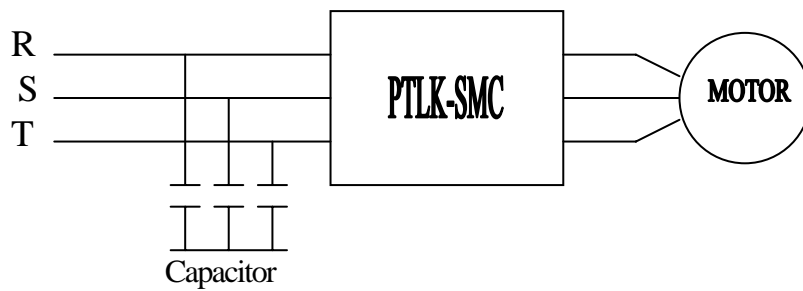 R
S
T
PTLK-SMC
MOTOR
Capacitor